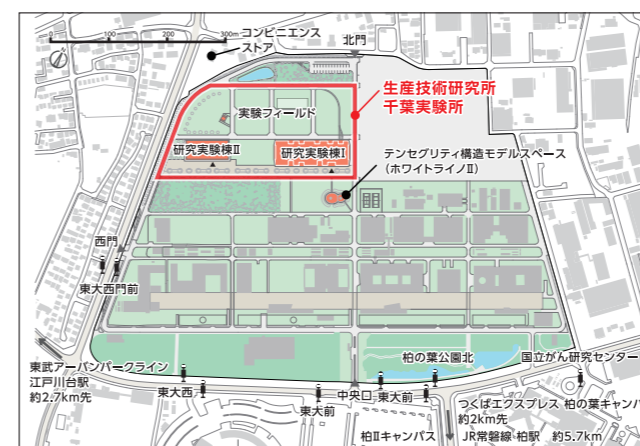 0 100 200 300m
コンビニエンス
ストア
北門
生産技術研究所
千葉実験所
実験フィールド
研究実験棟II
研究実験棟I
テンセグリティ構造モデルスペース
（ホワイトライノII）
西門
東大西門前
東武アーバンパークライン
江戸川台駅
約2.7km先
東大西
東大前
中央口
東大前
柏の葉公園北
国立がん研究センター
つくばエクスプレス 柏の葉キャンパ
約2km先
柏IIキャンパス
JR常磐線 柏駅 約5.7km